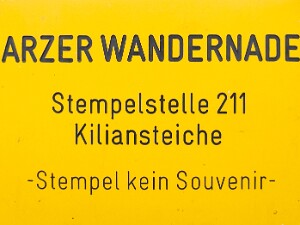 ARZER WANDERNADE
Stempelstelle 211
Kiliansteiche
-Stempel kein Souvenir-